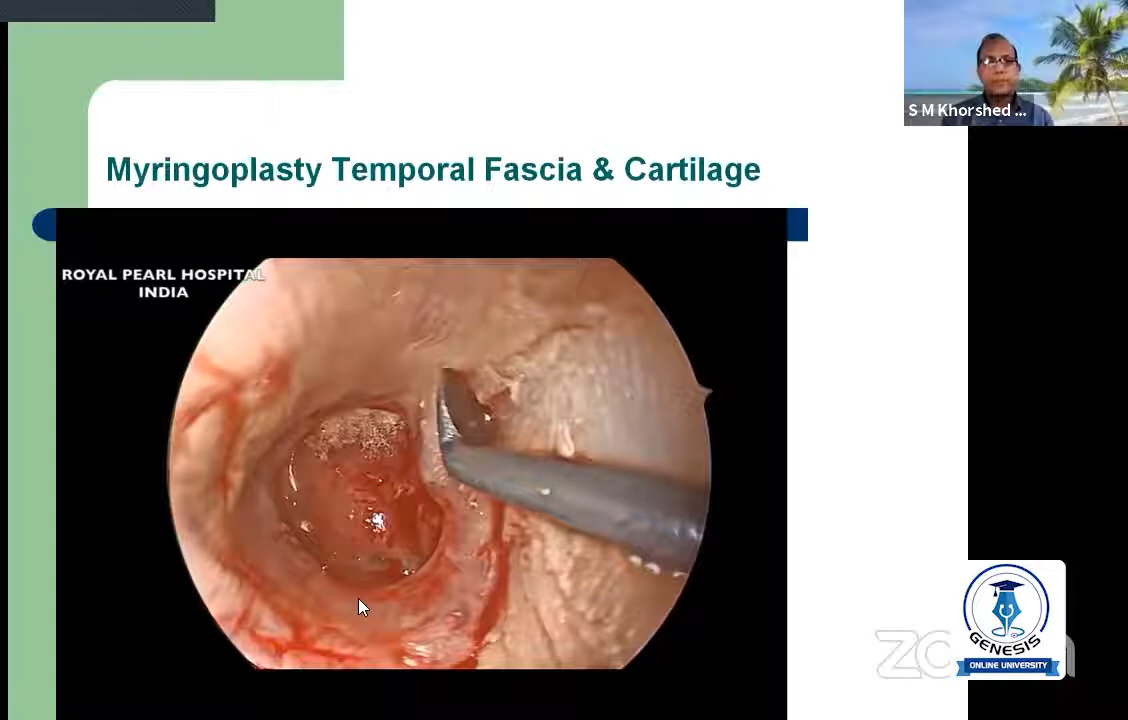 S M Khorshed ...
Myringoplasty Temporal Fascia & Cartilage
ROYAL PEARL HOSPITAL
INDIA
GENESIS
ONLINE UNIVERSITY